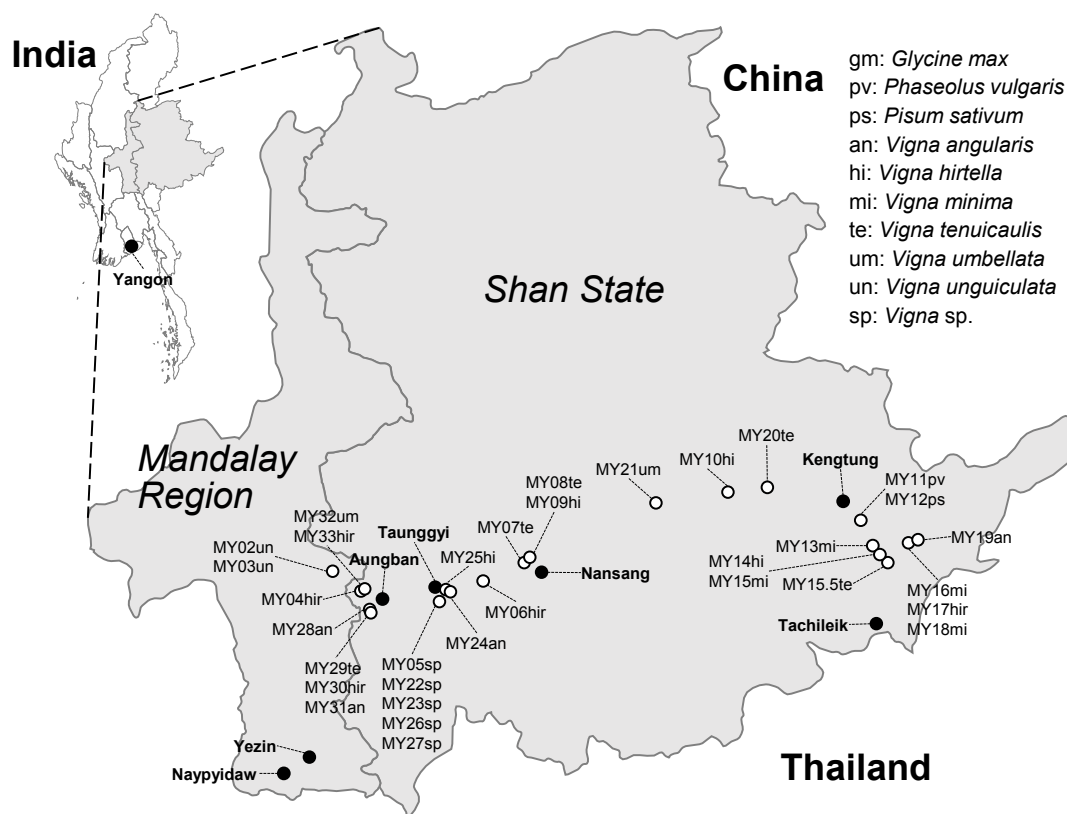 India
China
gm: Glycine max
pv: Phaseolus vulgaris
ps: Pisum sativum
an: Vigna angularis
hi: Vigna hirtella
mi: Vigna minima
te: Vigna tenuicaulis
um: Vigna umbellata
un: Vigna unguiculata
sp: Vigna sp.
Yangon
Shan State
Mandalay
Region
MY20te
MY21um
MY10hi
Kengtung
MY11pv
MY12ps
MY08te
MY09hi
MY32um
MY33hir
Taunggyi
MY07te
MY02un
MY03un
Aungban
MY25hi
Nansang
MY13mi
MY19an
MY14hi
MY15mi
MY15.5te
MY04hir
MY06hir
MY16mi
MY17hir
MY18mi
MY28an
MY24an
Tachileik
MY29te
MY30hir
MY31an
MY05sp
MY22sp
MY23sp
MY26sp
MY27sp
Yezin
Naypyidaw
Thailand